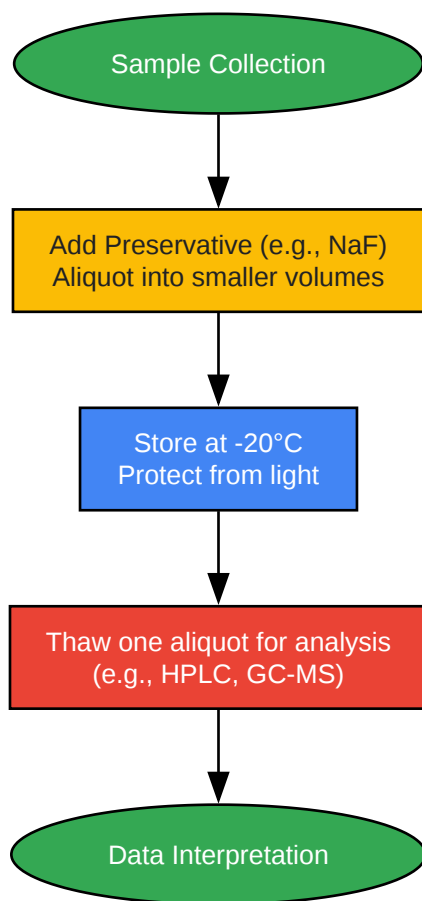 Sample Collection
Add Preservative (e.g., NaF)
Aliquot into smaller volumes
Store at -20°C
Protect from light
Thaw one aliquot for analysis
(e.g., HPLC, GC-MS)
Data Interpretation